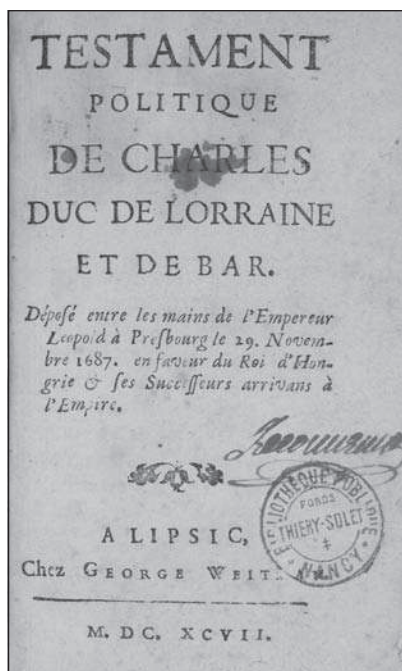 TESTAMENT
POLITIQUE
DE CHARLES
DUC DE LORRAINE
ET DE BAR.
Déposé entre les mains de l'Empereur
Leopold à Presbourg le 29. Novem-
bre 1687. en faveur du Roi d'Hon-
grie & ses Successeurs arrivans à
l'Empire.
BIBLIOTHÈQUE PUBLIQUE
FONDS
THIERY-SOLET
NANCY
A LIPSIC,
Chez GEORGE
M. DC. XCVII.